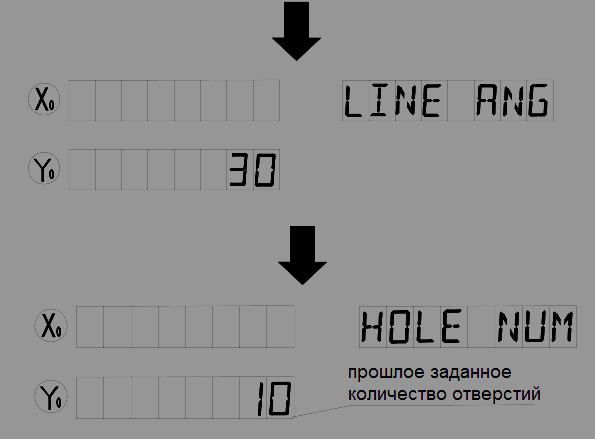 X₀ LINE ANG
Y₀ 30
X₀ HOLE NUM
Y₀ 10
прошлое заданное
количество отверстий